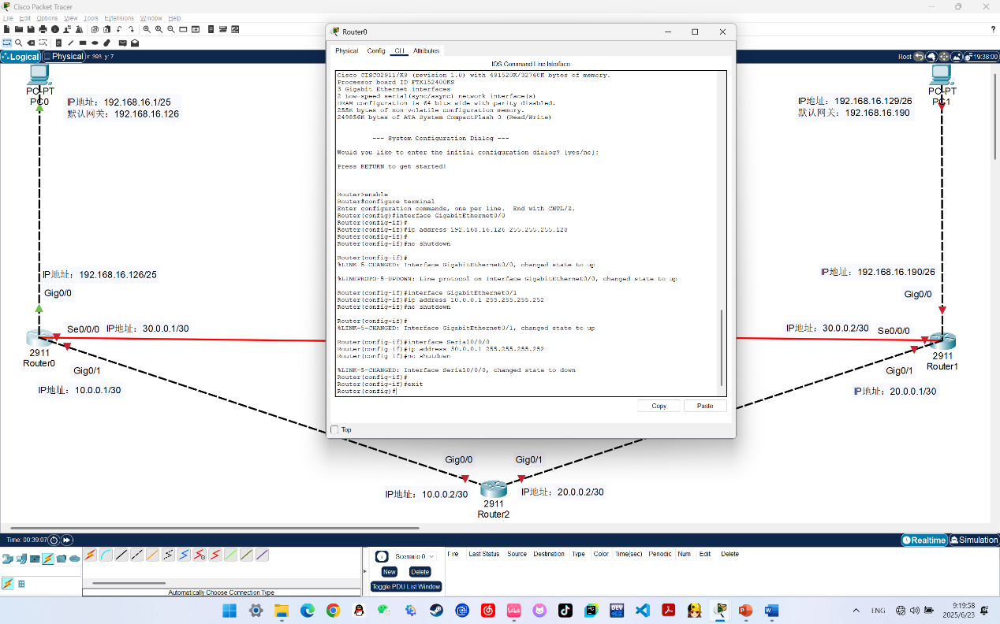 Cisco Packet Tracer
File Edit Options View Tools Extensions Window Help
?
Logical Physical x: 393, y: 7
Root 19:38:00
PC-PT
PC0
IP地址：192.168.16.1/25
默认网关：192.168.16.126
IP地址：192.168.16.129/26
默认网关：192.168.16.190
PC-PT
PC1
Router0
Physical Config CLI Attributes
IOS Command Line Interface
Cisco CISCO2911/K9 (revision 1.0) with 491520K/32768K bytes of memory.
Processor board ID FTX152400KS
3 Gigabit Ethernet interfaces
2 Low-speed serial(sync/async) network interface(s)
DRAM configuration is 64 bits wide with parity disabled.
255K bytes of non-volatile configuration memory.
249856K bytes of ATA System CompactFlash 0 (Read/Write)
--- System Configuration Dialog ---
Would you like to enter the initial configuration dialog? [yes/no]:
Press RETURN to get started!
Router>enable
Router#configure terminal
Enter configuration commands, one per line.  End with CNTL/Z.
Router(config)#interface GigabitEthernet0/0
Router(config-if)#
Router(config-if)#ip address 192.168.16.126 255.255.255.128
Router(config-if)#
Router(config-if)#no shutdown
Router(config-if)#
%LINK-5-CHANGED: Interface GigabitEthernet0/0, changed state to up
%LINEPROTO-5-UPDOWN: Line protocol on Interface GigabitEthernet0/0, changed state to up
Router(config-if)#interface GigabitEthernet0/1
Router(config-if)#ip address 10.0.0.1 255.255.255.252
Router(config-if)#no shutdown
Router(config-if)#
%LINK-5-CHANGED: Interface GigabitEthernet0/1, changed state to up
Router(config-if)#interface Serial0/0/0
Router(config-if)#ip address 30.0.0.1 255.255.255.252
Router(config-if)#no shutdown
%LINK-5-CHANGED: Interface Serial0/0/0, changed state to down
Router(config-if)#
Router(config-if)#exit
Router(config)#
Copy Paste
Top
IP地址：192.168.16.126/25
Gig0/0
Se0/0/0 IP地址：30.0.0.1/30
2911
Router0
Gig0/1
IP地址：10.0.0.1/30
IP地址：192.168.16.190/26
Gig0/0
IP地址：30.0.0.2/30 Se0/0/0
2911
Router1
Gig0/1
IP地址：20.0.0.1/30
Gig0/0 Gig0/1
IP地址：10.0.0.2/30 IP地址：20.0.0.2/30
2911
Router2
Time: 00:39:07
Realtime Simulation
Scenario 0
New Delete
Toggle PDU List Window
Fire Last Status Source Destination Type Color Time(sec) Periodic Num Edit Delete
Automatically Choose Connection Type
ENG
9:19:58
2025/6/23